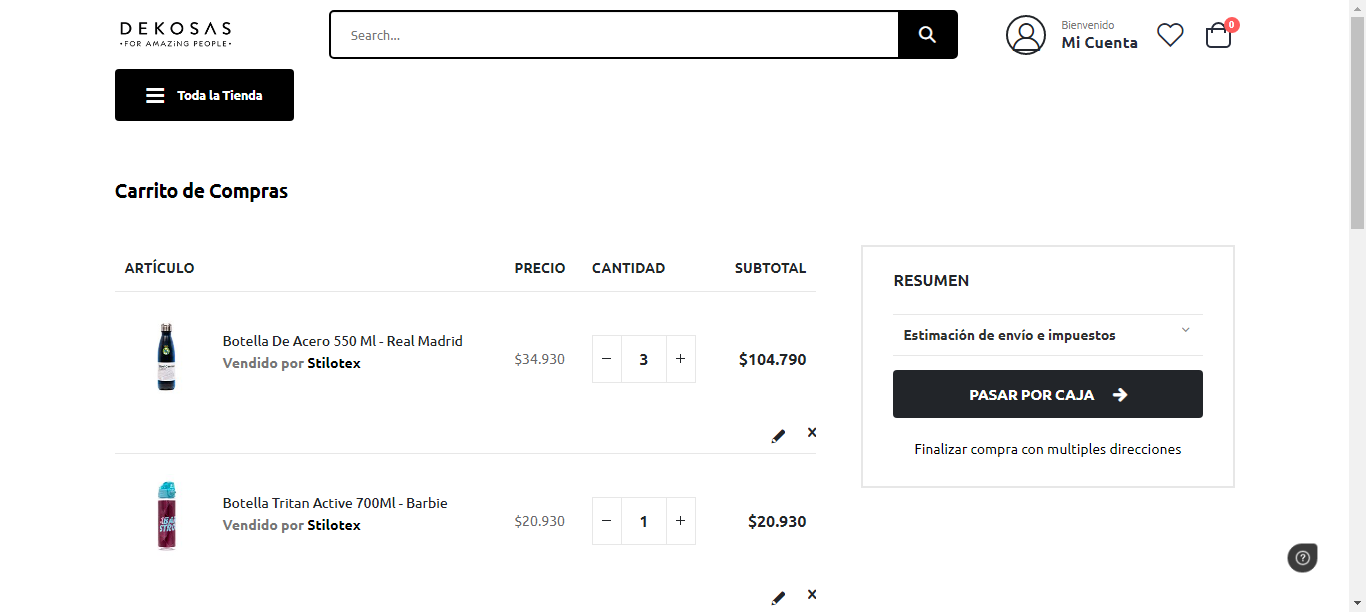 DEKOSAS
•FOR AMAZING PEOPLE•
Search...
Bienvenido
Mi Cuenta
0
Toda la Tienda
Carrito de Compras
ARTÍCULO PRECIO CANTIDAD SUBTOTAL
Botella De Acero 550 Ml - Real Madrid
Vendido por Stilotex
$34.930 − 3 + $104.790
Botella Tritan Active 700Ml - Barbie
Vendido por Stilotex
$20.930 − 1 + $20.930
RESUMEN
Estimación de envío e impuestos
PASAR POR CAJA
Finalizar compra con multiples direcciones